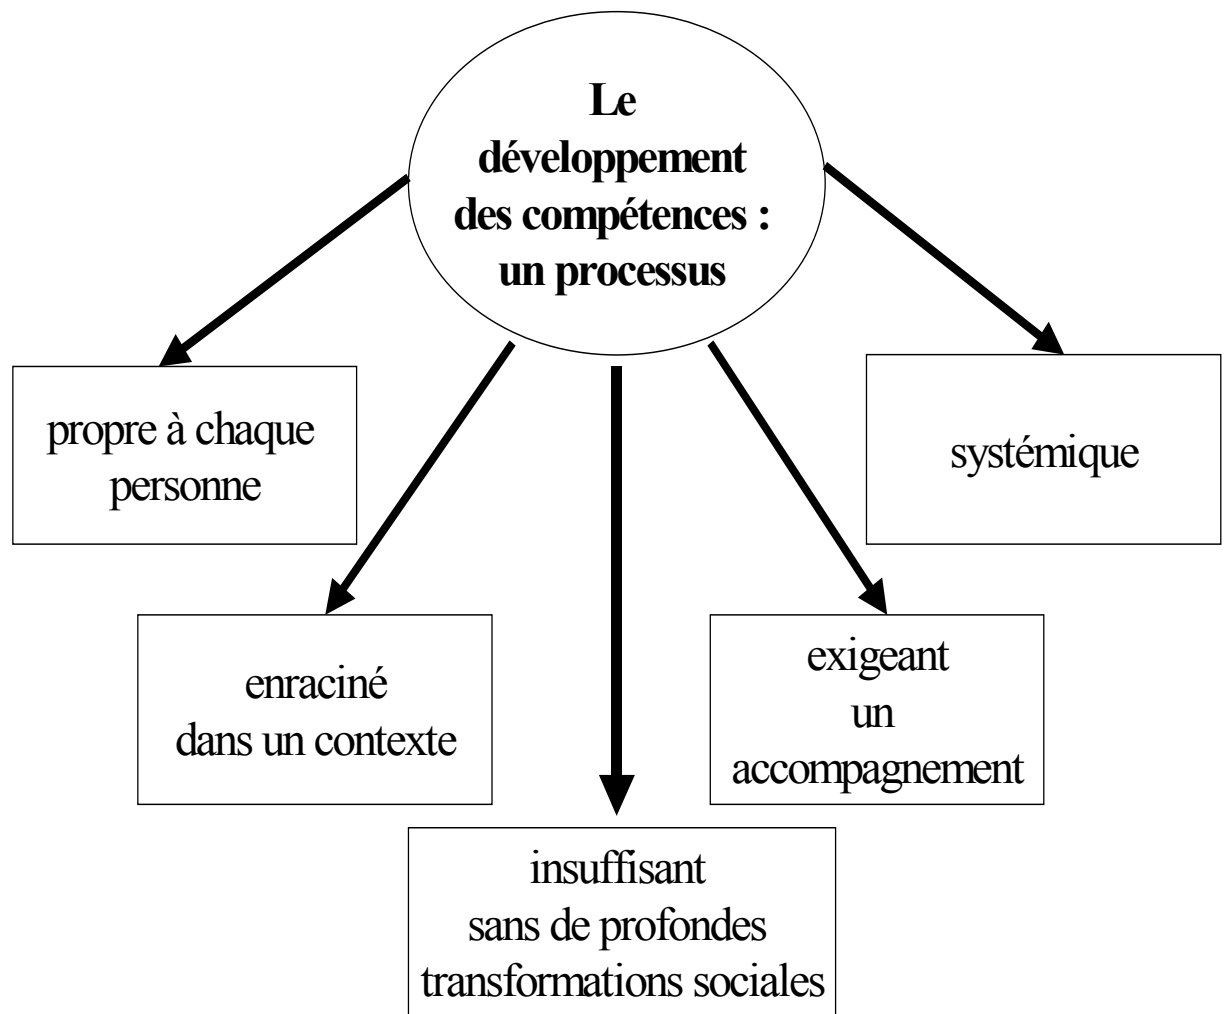 Le
développement
des compétences :
un processus
propre à chaque
personne
systémique
enraciné
dans un contexte
exigeant
un
accompagnement
insuffisant
sans de profondes
transformations sociales